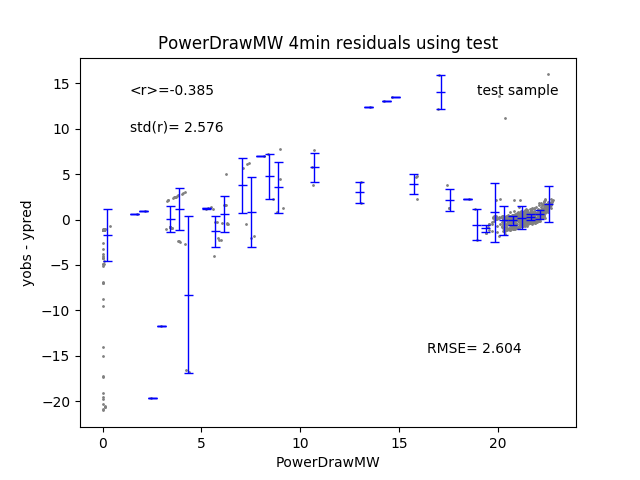 PowerDrawMW 4min residuals using test
<r>=-0.385
test sample
std(r)= 2.576
RMSE= 2.604
yobs - ypred
15
10
5
0
−5
−10
−15
−20
0 5 10 15 20
PowerDrawMW